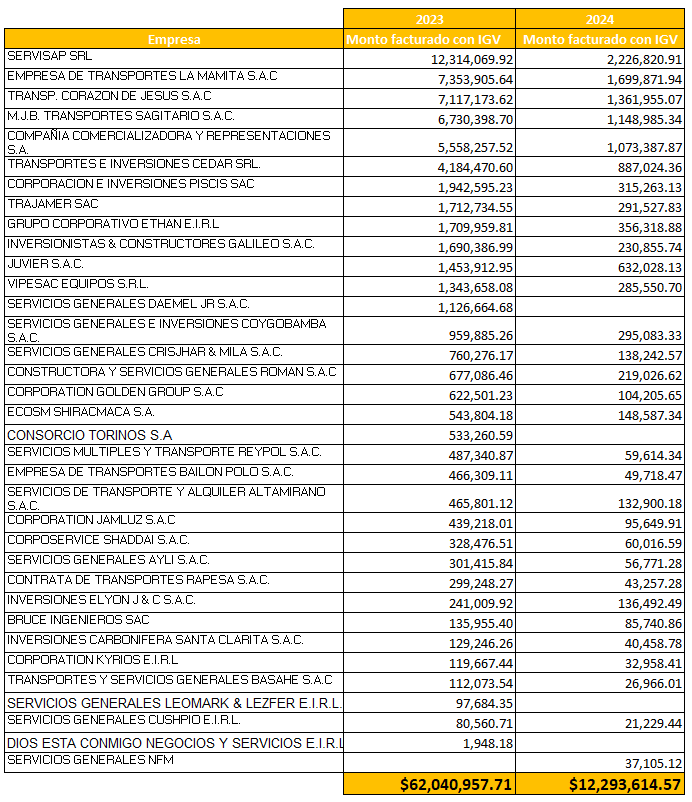 2023 2024
Empresa Monto facturado con IGV Monto facturado con IGV
SERVISAP SRL 12,314,069.92 2,226,820.91
EMPRESA DE TRANSPORTES LA MAMITA S.A.C 7,353,905.64 1,699,871.94
TRANSP. CORAZON DE JESUS S.A.C 7,117,173.62 1,361,955.07
M.J.B. TRANSPORTES SAGITARIO S.A.C. 6,730,398.70 1,148,985.34
COMPAÑIA COMERCIALIZADORA Y REPRESENTACIONES
S.A. 5,558,257.52 1,073,387.87
TRANSPORTES E INVERSIONES CEDAR SRL. 4,184,470.60 887,024.36
CORPORACION E INVERSIONES PISCIS SAC 1,942,595.23 315,263.13
TRAJAMER SAC 1,712,734.55 291,527.83
GRUPO CORPORATIVO ETHAN E.I.R.L 1,709,959.81 356,318.88
INVERSIONISTAS & CONSTRUCTORES GALILEO S.A.C. 1,690,386.99 230,855.74
JUVIER S.A.C. 1,453,912.95 632,028.13
VIPESAC EQUIPOS S.R.L. 1,343,658.08 285,550.70
SERVICIOS GENERALES DAEMEL JR S.A.C. 1,126,664.68
SERVICIOS GENERALES E INVERSIONES COYGOBAMBA
S.A.C. 959,885.26 295,083.33
SERVICIOS GENERALES CRISJHAR & MILA S.A.C. 760,276.17 138,242.57
CONSTRUCTORA Y SERVICIOS GENERALES ROMAN S.A.C 677,086.46 219,026.62
CORPORATION GOLDEN GROUP S.A.C 622,501.23 104,205.65
ECOSM SHIRACMACA S.A. 543,804.18 148,587.34
CONSORCIO TORINOS S.A 533,260.59
SERVICIOS MULTIPLES Y TRANSPORTE REYPOL S.A.C. 487,340.87 59,614.34
EMPRESA DE TRANSPORTES BAILON POLO S.A.C. 466,309.11 49,718.47
SERVICIOS DE TRANSPORTE Y ALQUILER ALTAMIRANO
S.A.C. 465,801.12 132,900.18
CORPORATION JAMLUZ S.A.C 439,218.01 95,649.91
CORPOSERVICE SHADDAI S.A.C. 328,476.51 60,016.59
SERVICIOS GENERALES AYLI S.A.C. 301,415.84 56,771.28
CONTRATA DE TRANSPORTES RAPESA S.A.C. 299,248.27 43,257.28
INVERSIONES ELYON J & C S.A.C. 241,009.92 136,492.49
BRUCE INGENIEROS SAC 135,955.40 85,740.86
INVERSIONES CARBONIFERA SANTA CLARITA S.A.C. 129,246.26 40,458.78
CORPORATION KYRIOS E.I.R.L 119,667.44 32,958.41
TRANSPORTES Y SERVICIOS GENERALES BASAHE S.A.C 112,073.54 26,966.01
SERVICIOS GENERALES LEOMARK & LEZFER E.I.R.L. 97,684.35
SERVICIOS GENERALES CUSHPIO E.I.R.L. 80,560.71 21,229.44
DIOS ESTA CONMIGO NEGOCIOS Y SERVICIOS E.I.R.L 1,948.18
SERVICIOS GENERALES NFM 37,105.12
$62,040,957.71 $12,293,614.57